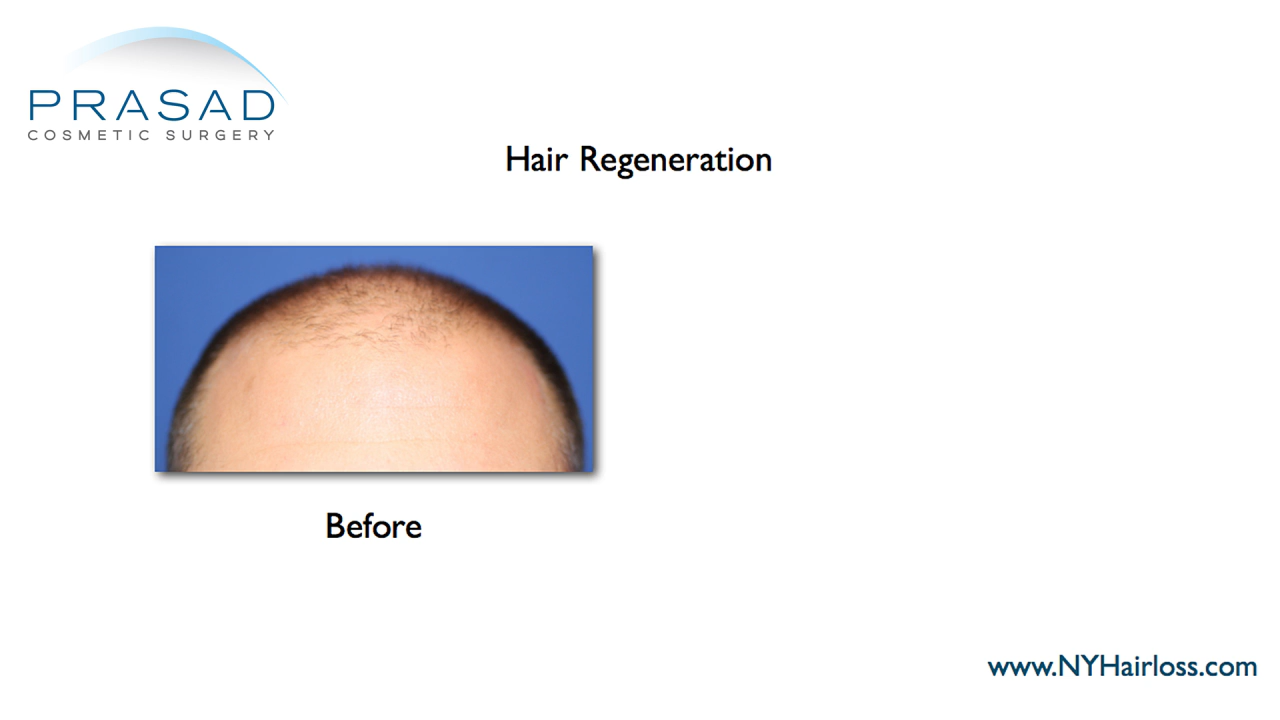 PRASAD
COSMETIC SURGERY
Hair Regeneration
Before
www.NYHairloss.com